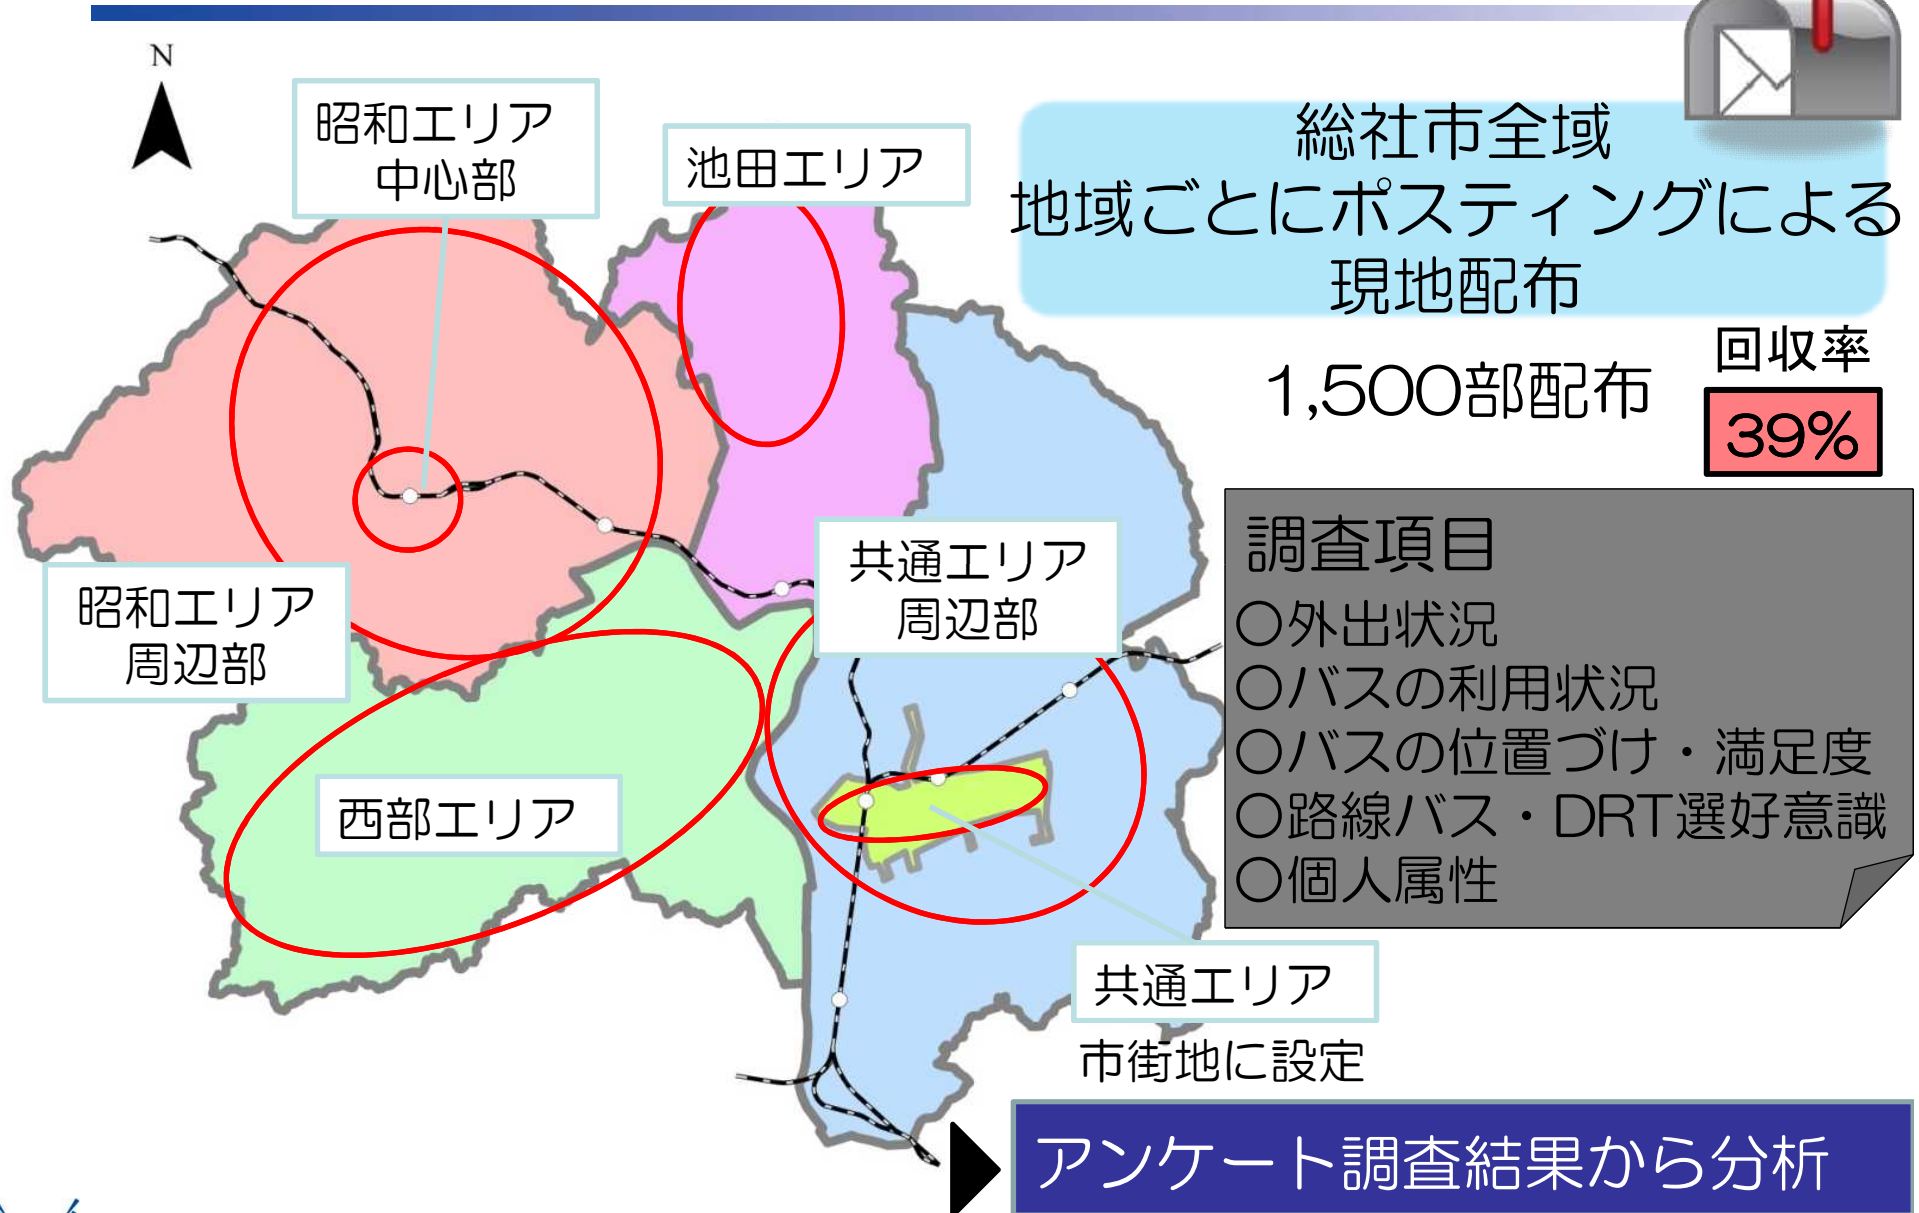 N
昭和エリア
中心部
池田エリア
総社市全域
地域ごとにポスティングによる
現地配布
1,500部配布
回収率
39%
調査項目
○外出状況
○バスの利用状況
○バスの位置づけ・満足度
○路線バス・DRT選好意識
○個人属性
共通エリア
周辺部
昭和エリア
周辺部
西部エリア
共通エリア
市街地に設定
アンケート調査結果から分析